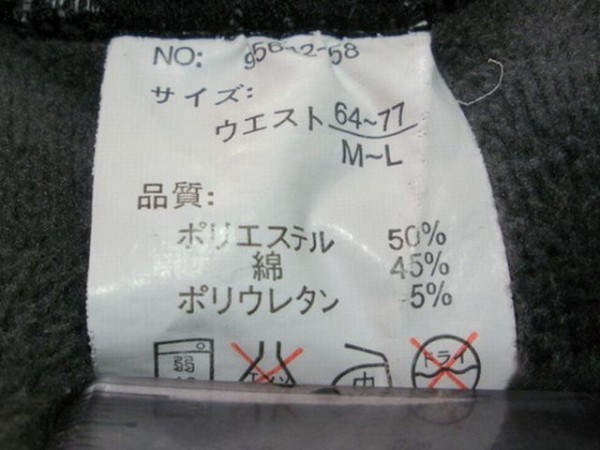 NO:
サイズ:
ウエスト 64~77
M~L
品質:
ポリエステル 50%
綿 45%
ポリウレタン 5%
弱
中
ドライ